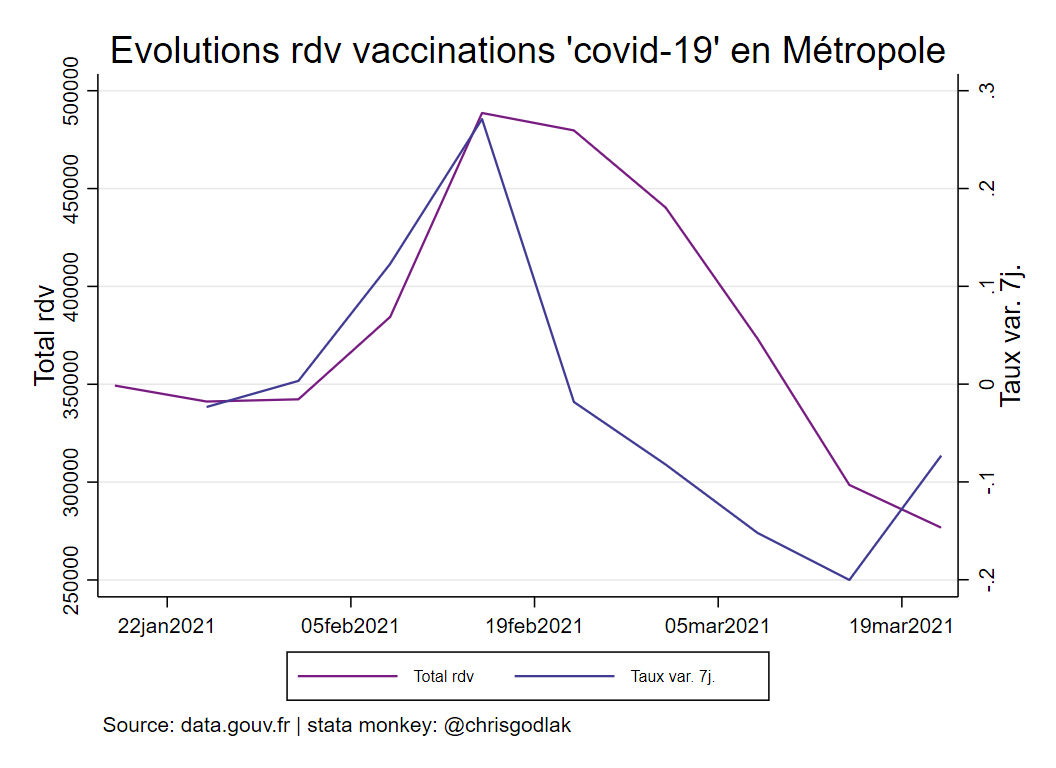 Evolutions rdv vaccinations 'covid-19' en Métropole
500000
450000
400000
350000
300000
250000
Total rdv
.3
.2
.1
0
-.1
-.2
Taux var. 7j.
22jan2021 05feb2021 19feb2021 05mar2021 19mar2021
Total rdv Taux var. 7j.
Source: data.gouv.fr | stata monkey: @chrisgodlak